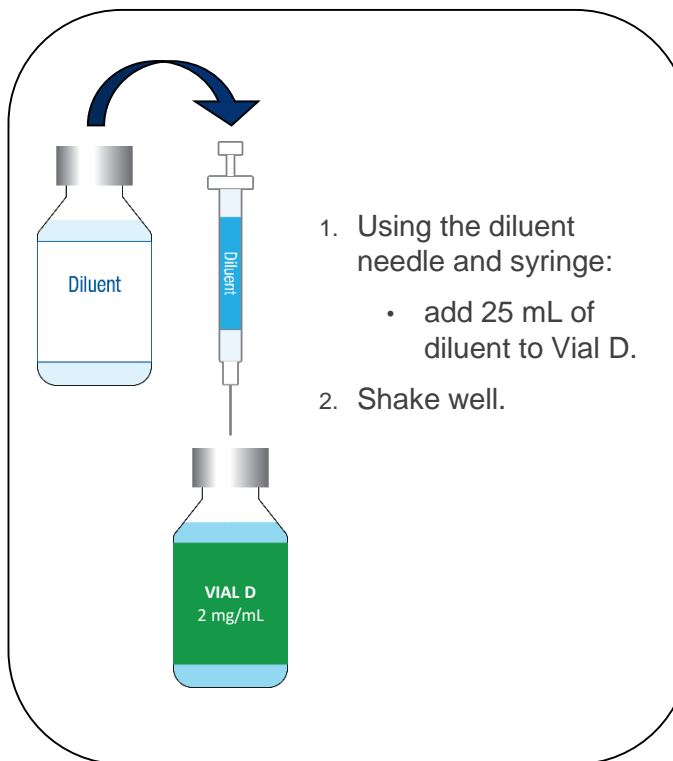 Diluent
Diluent
1. Using the diluent
needle and syringe:
• add 25 mL of
diluent to Vial D.
2. Shake well.
VIAL D
2 mg/mL